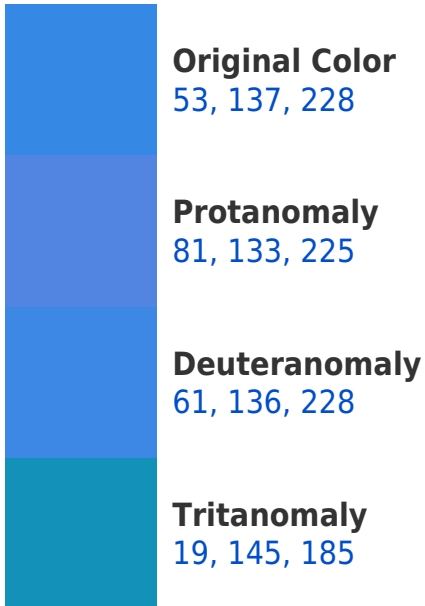 Original Color
53, 137, 228
Protanomaly
81, 133, 225
Deuteranomaly
61, 136, 228
Tritanomaly
19, 145, 185